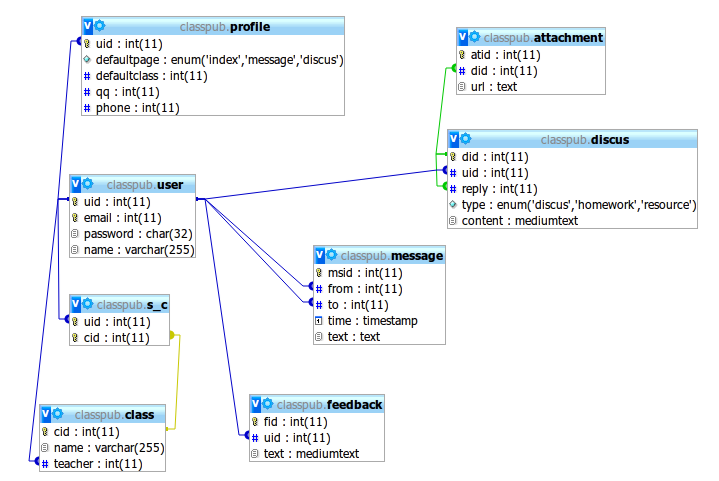 classpub.profile
uid : int(11)
defaultpage : enum('index','message','discus')
defaultclass : int(11)
qq : int(11)
phone : int(11)
classpub.attachment
atid : int(11)
did : int(11)
url : text
classpub.discus
did : int(11)
uid : int(11)
reply : int(11)
type : enum('discus','homework','resource')
content : mediumtext
classpub.user
uid : int(11)
email : int(11)
password : char(32)
name : varchar(255)
classpub.message
msid : int(11)
from : int(11)
to : int(11)
time : timestamp
text : text
classpub.s_c
uid : int(11)
cid : int(11)
classpub.class
cid : int(11)
name : varchar(255)
teacher : int(11)
classpub.feedback
fid : int(11)
uid : int(11)
text : mediumtext